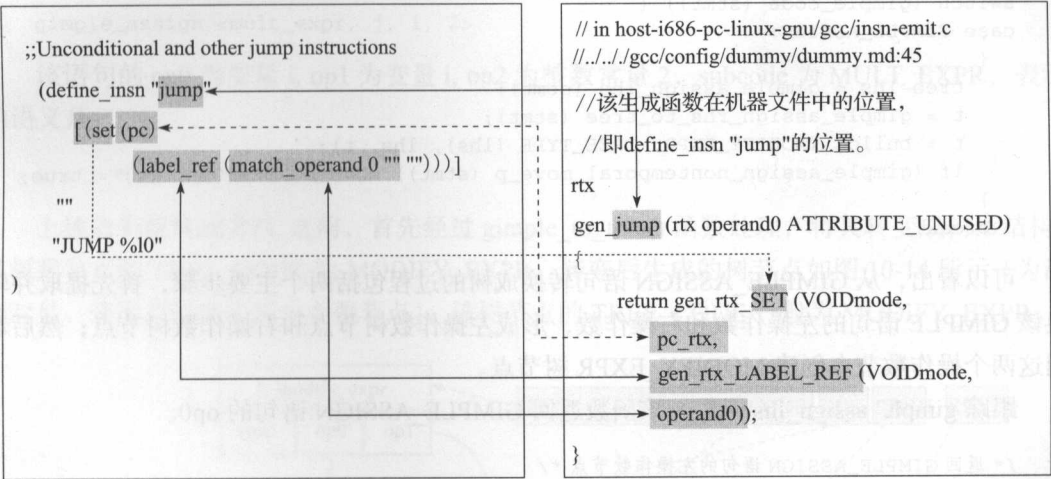 ;;Unconditional and other jump instructions
(define_insn "jump"
[(set (pc)
(label_ref (match_operand 0 "" "")))]
""
"JUMP %l0"
// in host-i686-pc-linux-gnu/gcc/insn-emit.c
//../.././gcc/config/dummy/dummy.md:45
//该生成函数在机器文件中的位置，
//即define_insn "jump"的位置。
rtx
gen_jump (rtx operand0 ATTRIBUTE_UNUSED)
{
return gen_rtx_SET (VOIDmode,
pc_rtx,
gen_rtx_LABEL_REF (VOIDmode,
operand0));
}